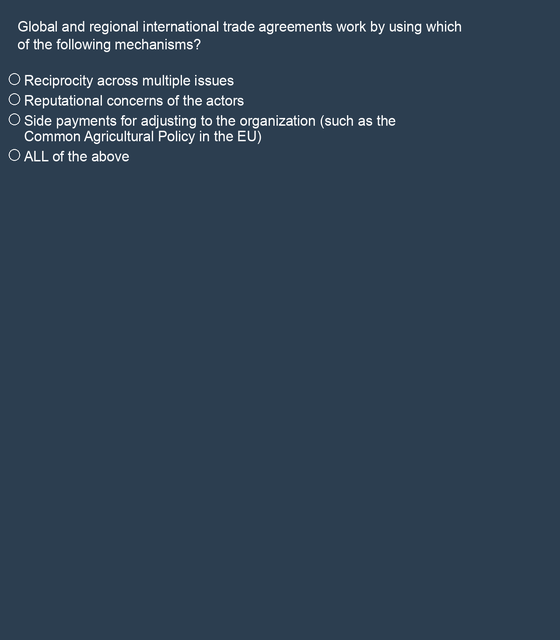 Global and regional international trade agreements work by using which
of the following mechanisms?
Reciprocity across multiple issues
Reputational concerns of the actors
Side payments for adjusting to the organization (such as the
Common Agricultural Policy in the EU)
ALL of the above